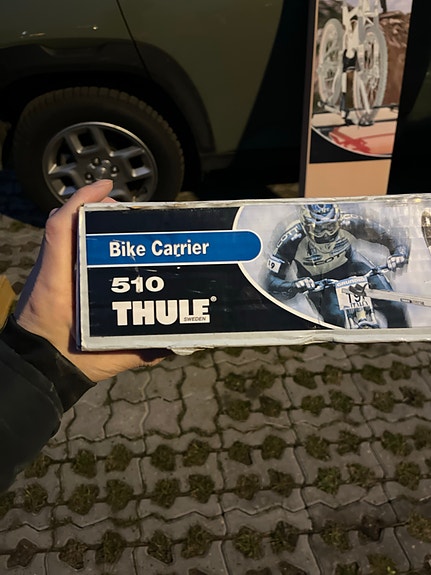 Bike Carrier
510
THULE®
SWEDEN